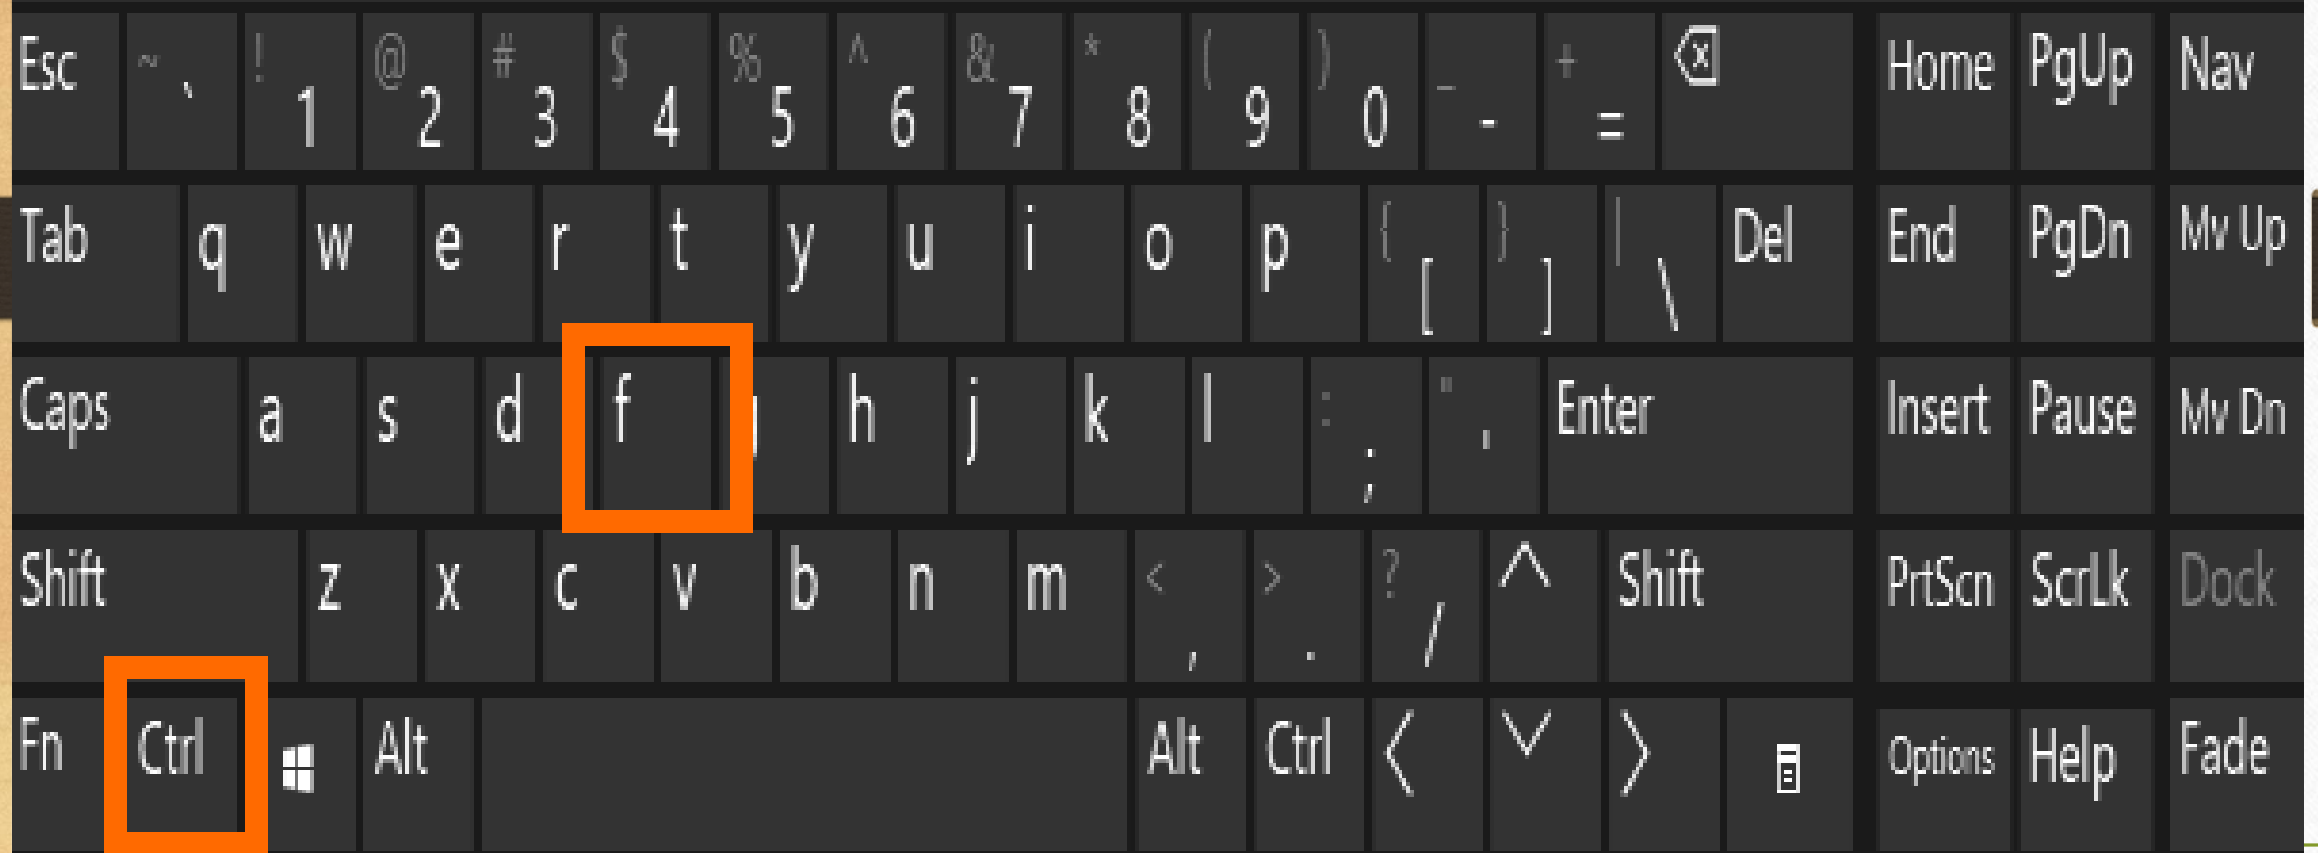 Esc ~ ` ! 1 @ 2 # 3 $ 4 % 5 ^ 6 & 7 * 8 ( 9 ) 0 _ - + = Home PgUp Nav
Tab q w e r t y u i o p { [ } ] | \ Del End PgDn Mv Up
Caps a s d f h j k l : ; " ' Enter Insert Pause Mv Dn
Shift z x c v b n m < , > . ? / Shift PrtScn ScrLk Dock
Fn Ctrl Alt Alt Ctrl Options Help Fade